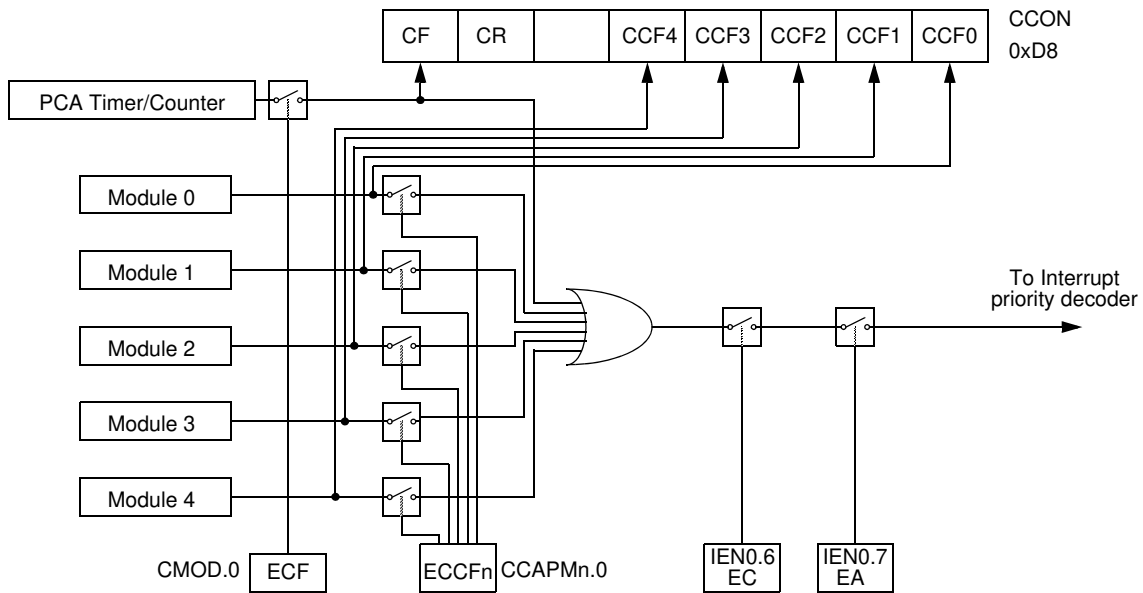 CF CR CCF4 CCF3 CCF2 CCF1 CCF0
CCON
0xD8
PCA Timer/Counter
Module 0
Module 1
Module 2
Module 3
Module 4
To Interrupt
priority decoder
CMOD.0 ECF
ECCFn CCAPMn.0
IEN0.6
EC
IEN0.7
EA